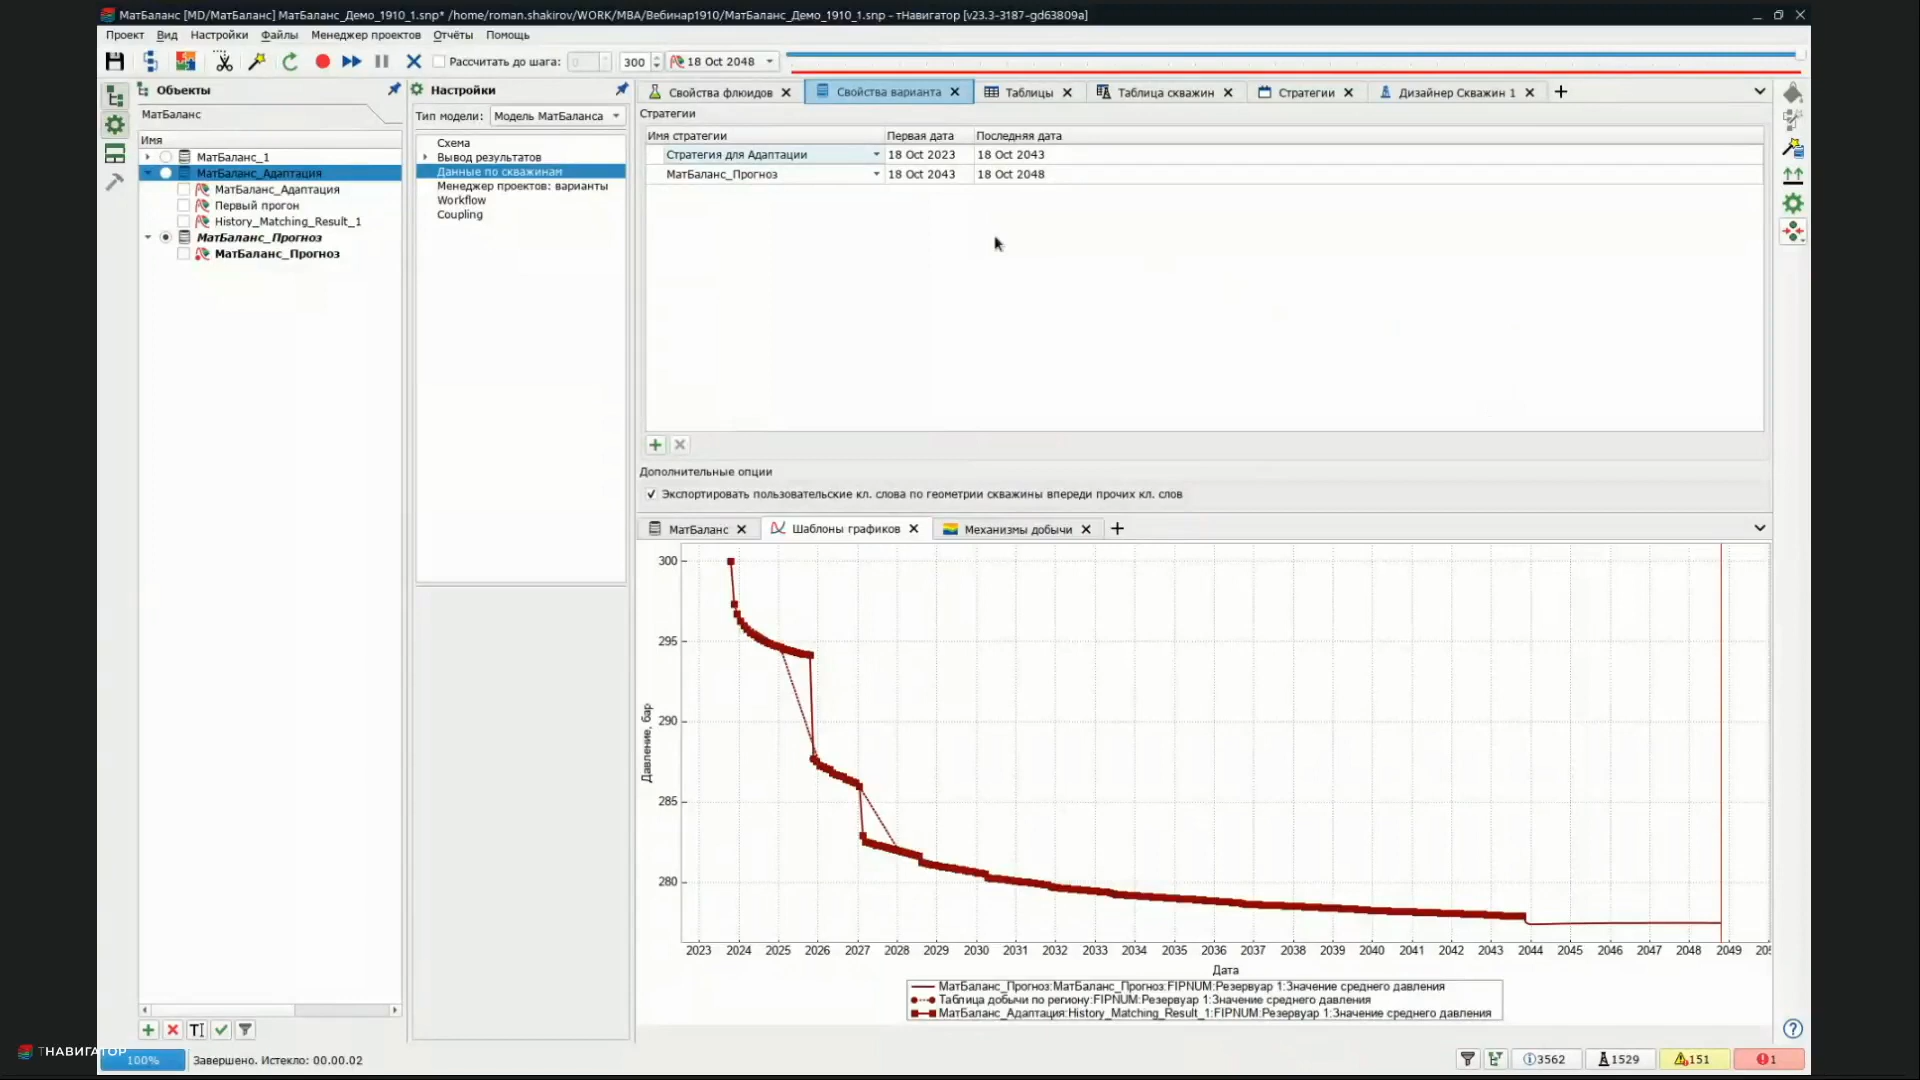 МатБаланс [MD/МатБаланс] МатБаланс_Демо_1910_1.snp* /home/roman.shakirov/WORK/MBA/Вебинар1910/МатБаланс_Демо_1910_1.snp - тНавигатор [v23.3-3187-gd63809a]
Проект Вид Настройки Файлы Менеджер проектов Отчёты Помощь
Рассчитать до шага: 0 300 18 Oct 2048
Объекты
МатБаланс
Имя
МатБаланс_1
МатБаланс_Адаптация
МатБаланс_Адаптация
Первый прогон
History_Matching_Result_1
МатБаланс_Прогноз
МатБаланс_Прогноз
Настройки
Тип модели: Модель МатБаланса
Схема
Вывод результатов
Данные по скважинам
Менеджер проектов: варианты
Workflow
Coupling
Свойства флюидов Свойства варианта Таблицы Таблица скважин Стратегии Дизайнер Скважин 1
Стратегии
Имя стратегии Первая дата Последняя дата
Стратегия для Адаптации 18 Oct 2023 18 Oct 2043
МатБаланс_Прогноз 18 Oct 2043 18 Oct 2048
Дополнительные опции
Экспортировать пользовательские кл. слова по геометрии скважины впереди прочих кл. слов
МатБаланс Шаблоны графиков Механизмы добычи
300
295
290
285
280
Давление, бар
2023 2024 2025 2026 2027 2028 2029 2030 2031 2032 2033 2034 2035 2036 2037 2038 2039 2040 2041 2042 2043 2044 2045 2046 2047 2048 2049 205
Дата
МатБаланс_Прогноз:МатБаланс_Прогноз:FIPNUM:Резервуар 1:Значение среднего давления
Таблица добычи по региону:FIPNUM:Резервуар 1:Значение среднего давления
МатБаланс_Адаптация:History_Matching_Result_1:FIPNUM:Резервуар 1:Значение среднего давления
ТНАВИГАТОР
100% Завершено. Истекло: 00.00.02
3562 1529 151 1